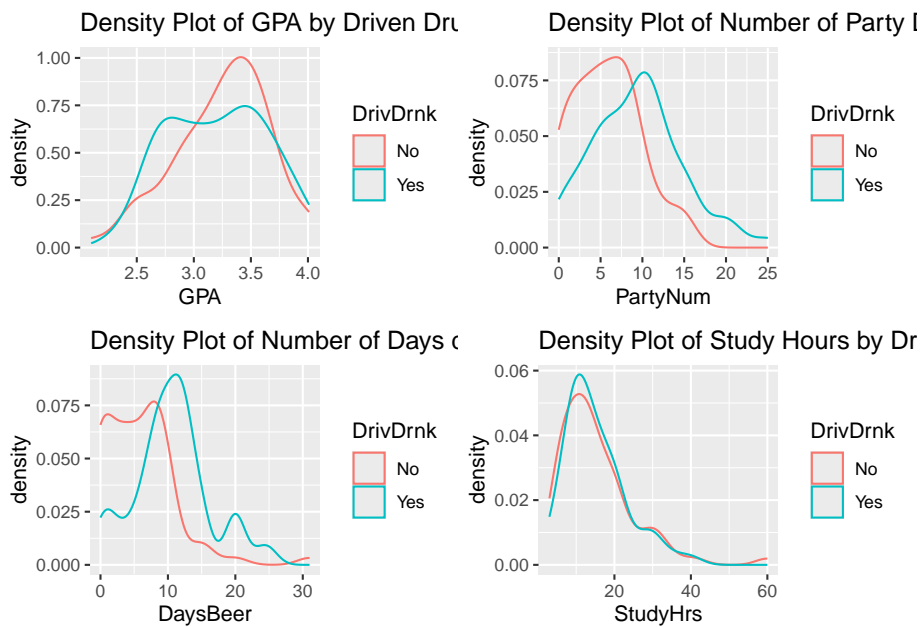 Density Plot of GPA by Driven Dru
1.00
0.75
0.50
0.25
0.00
density
2.5 3.0 3.5 4.0
GPA
DrivDrnk
No
Yes
Density Plot of Number of Party D
0.075
0.050
0.025
0.000
density
0 5 10 15 20 25
PartyNum
DrivDrnk
No
Yes
Density Plot of Number of Days o
0.075
0.050
0.025
0.000
density
0 10 20 30
DaysBeer
DrivDrnk
No
Yes
Density Plot of Study Hours by Dr
0.06
0.04
0.02
0.00
density
20 40 60
StudyHrs
DrivDrnk
No
Yes